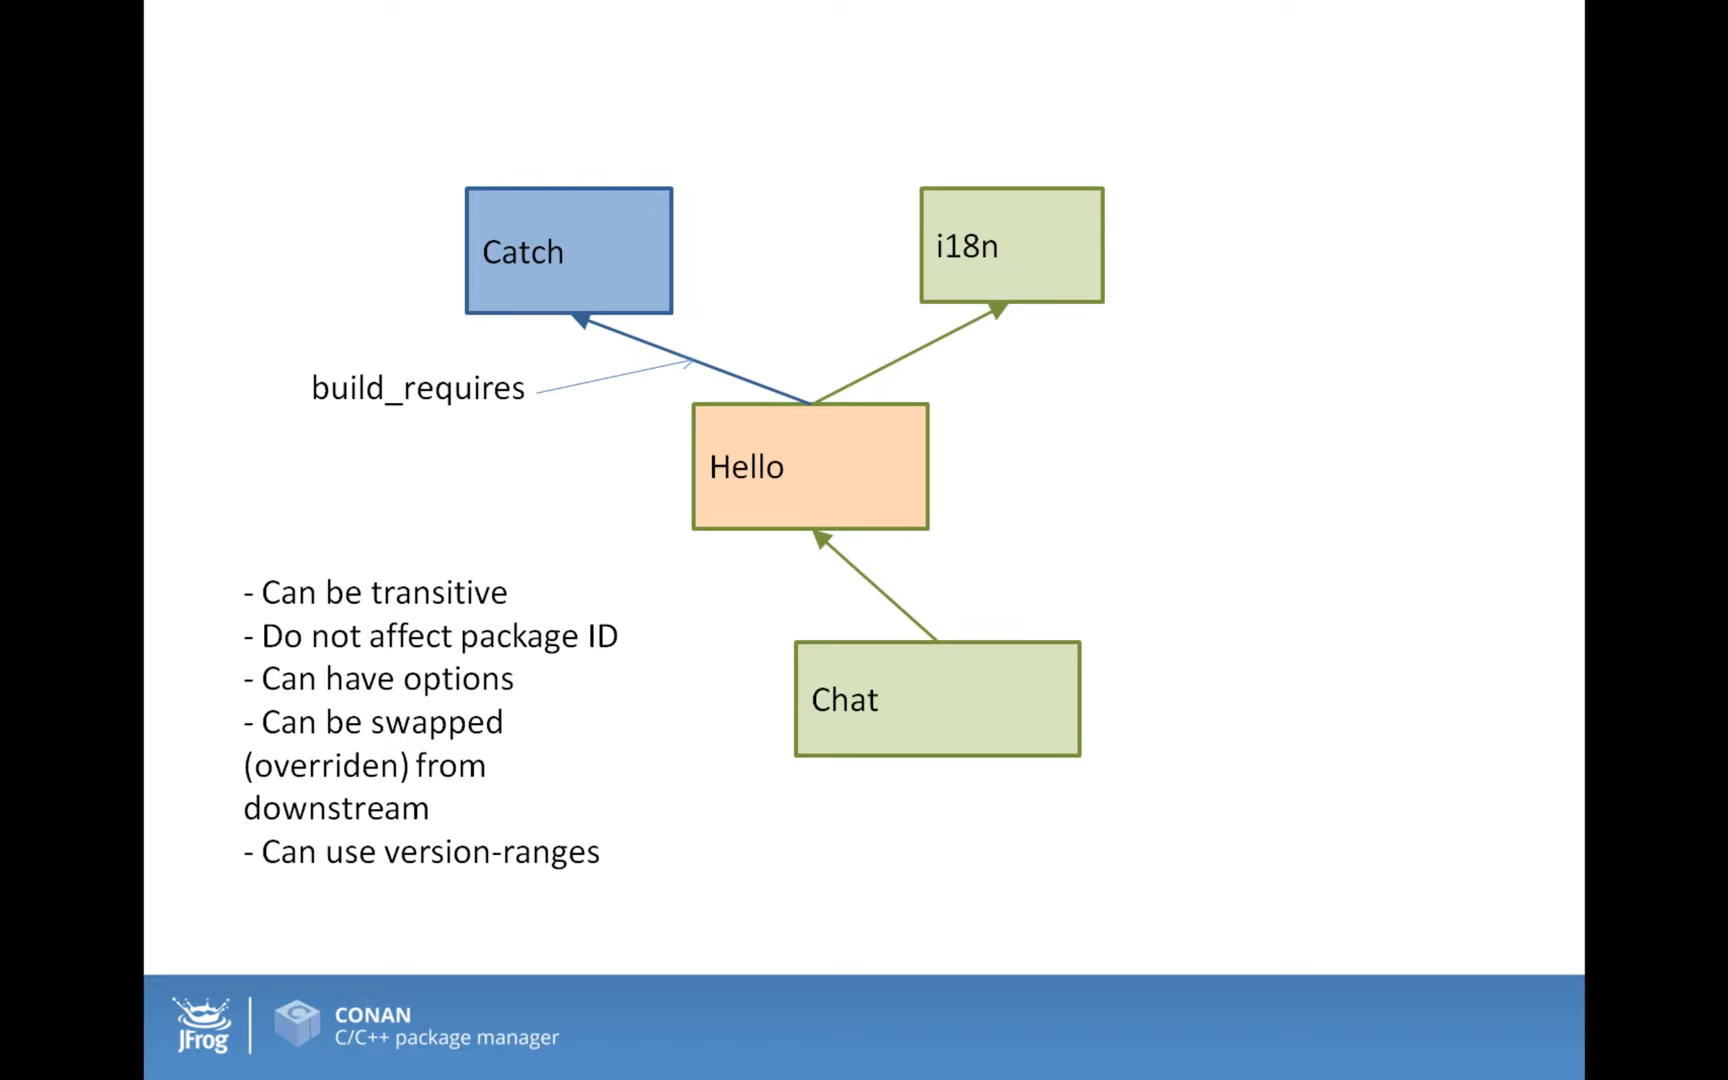 Catch
i18n
build_requires
Hello
- Can be transitive
- Do not affect package ID
- Can have options
- Can be swapped
(overriden) from
downstream
- Can use version-ranges
Chat
JFrog
CONAN
C/C++ package manager